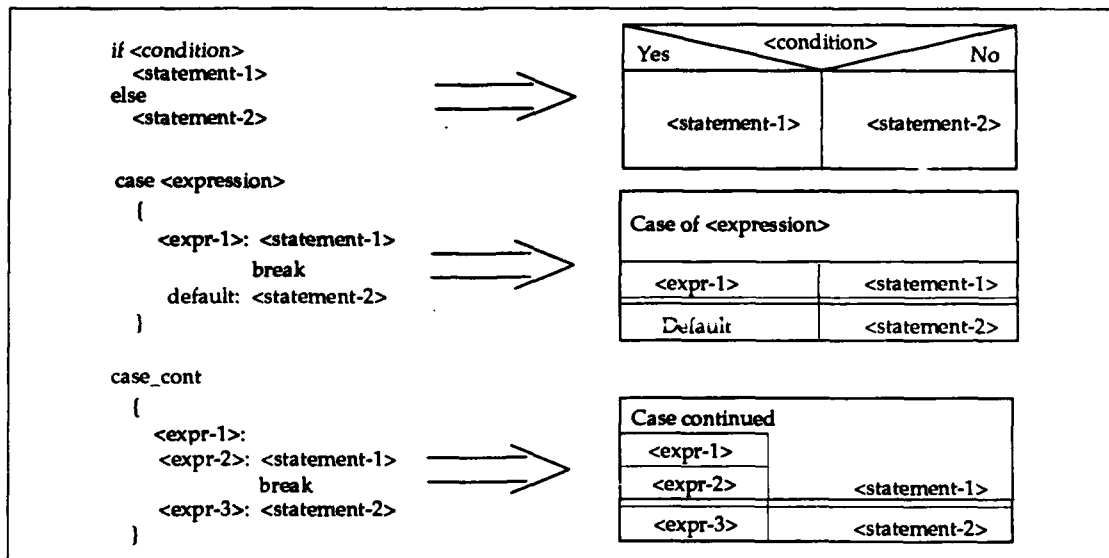 if <condition>
<statement-1>
else
<statement-2>
<condition>
Yes
No
<statement-1>
<statement-2>
case <expression>
{
<expr-1>: <statement-1>
break
default: <statement-2>
}
Case of <expression>
<expr-1>
<statement-1>
Default
<statement-2>
case_cont
{
<expr-1>:
<expr-2>: <statement-1>
break
<expr-3>: <statement-2>
}
Case continued
<expr-1>
<expr-2>
<statement-1>
<expr-3>
<statement-2>